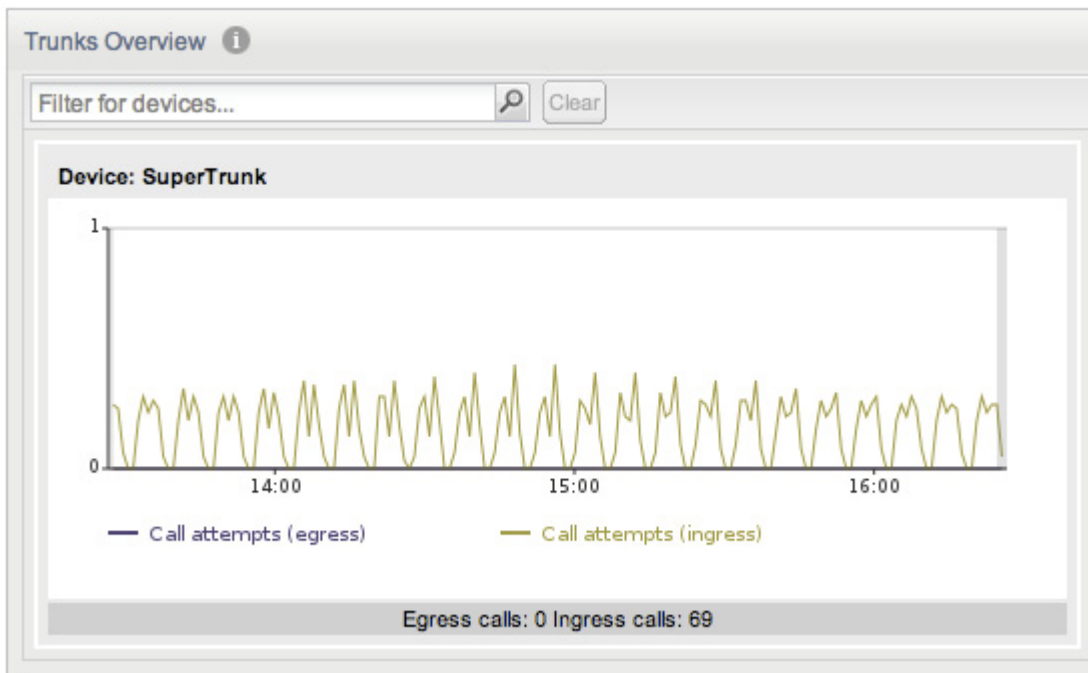 Trunks Overview i
Filter for devices... Clear
Device: SuperTrunk
1
0
14:00 15:00 16:00
Call attempts (egress) Call attempts (ingress)
Egress calls: 0 Ingress calls: 69